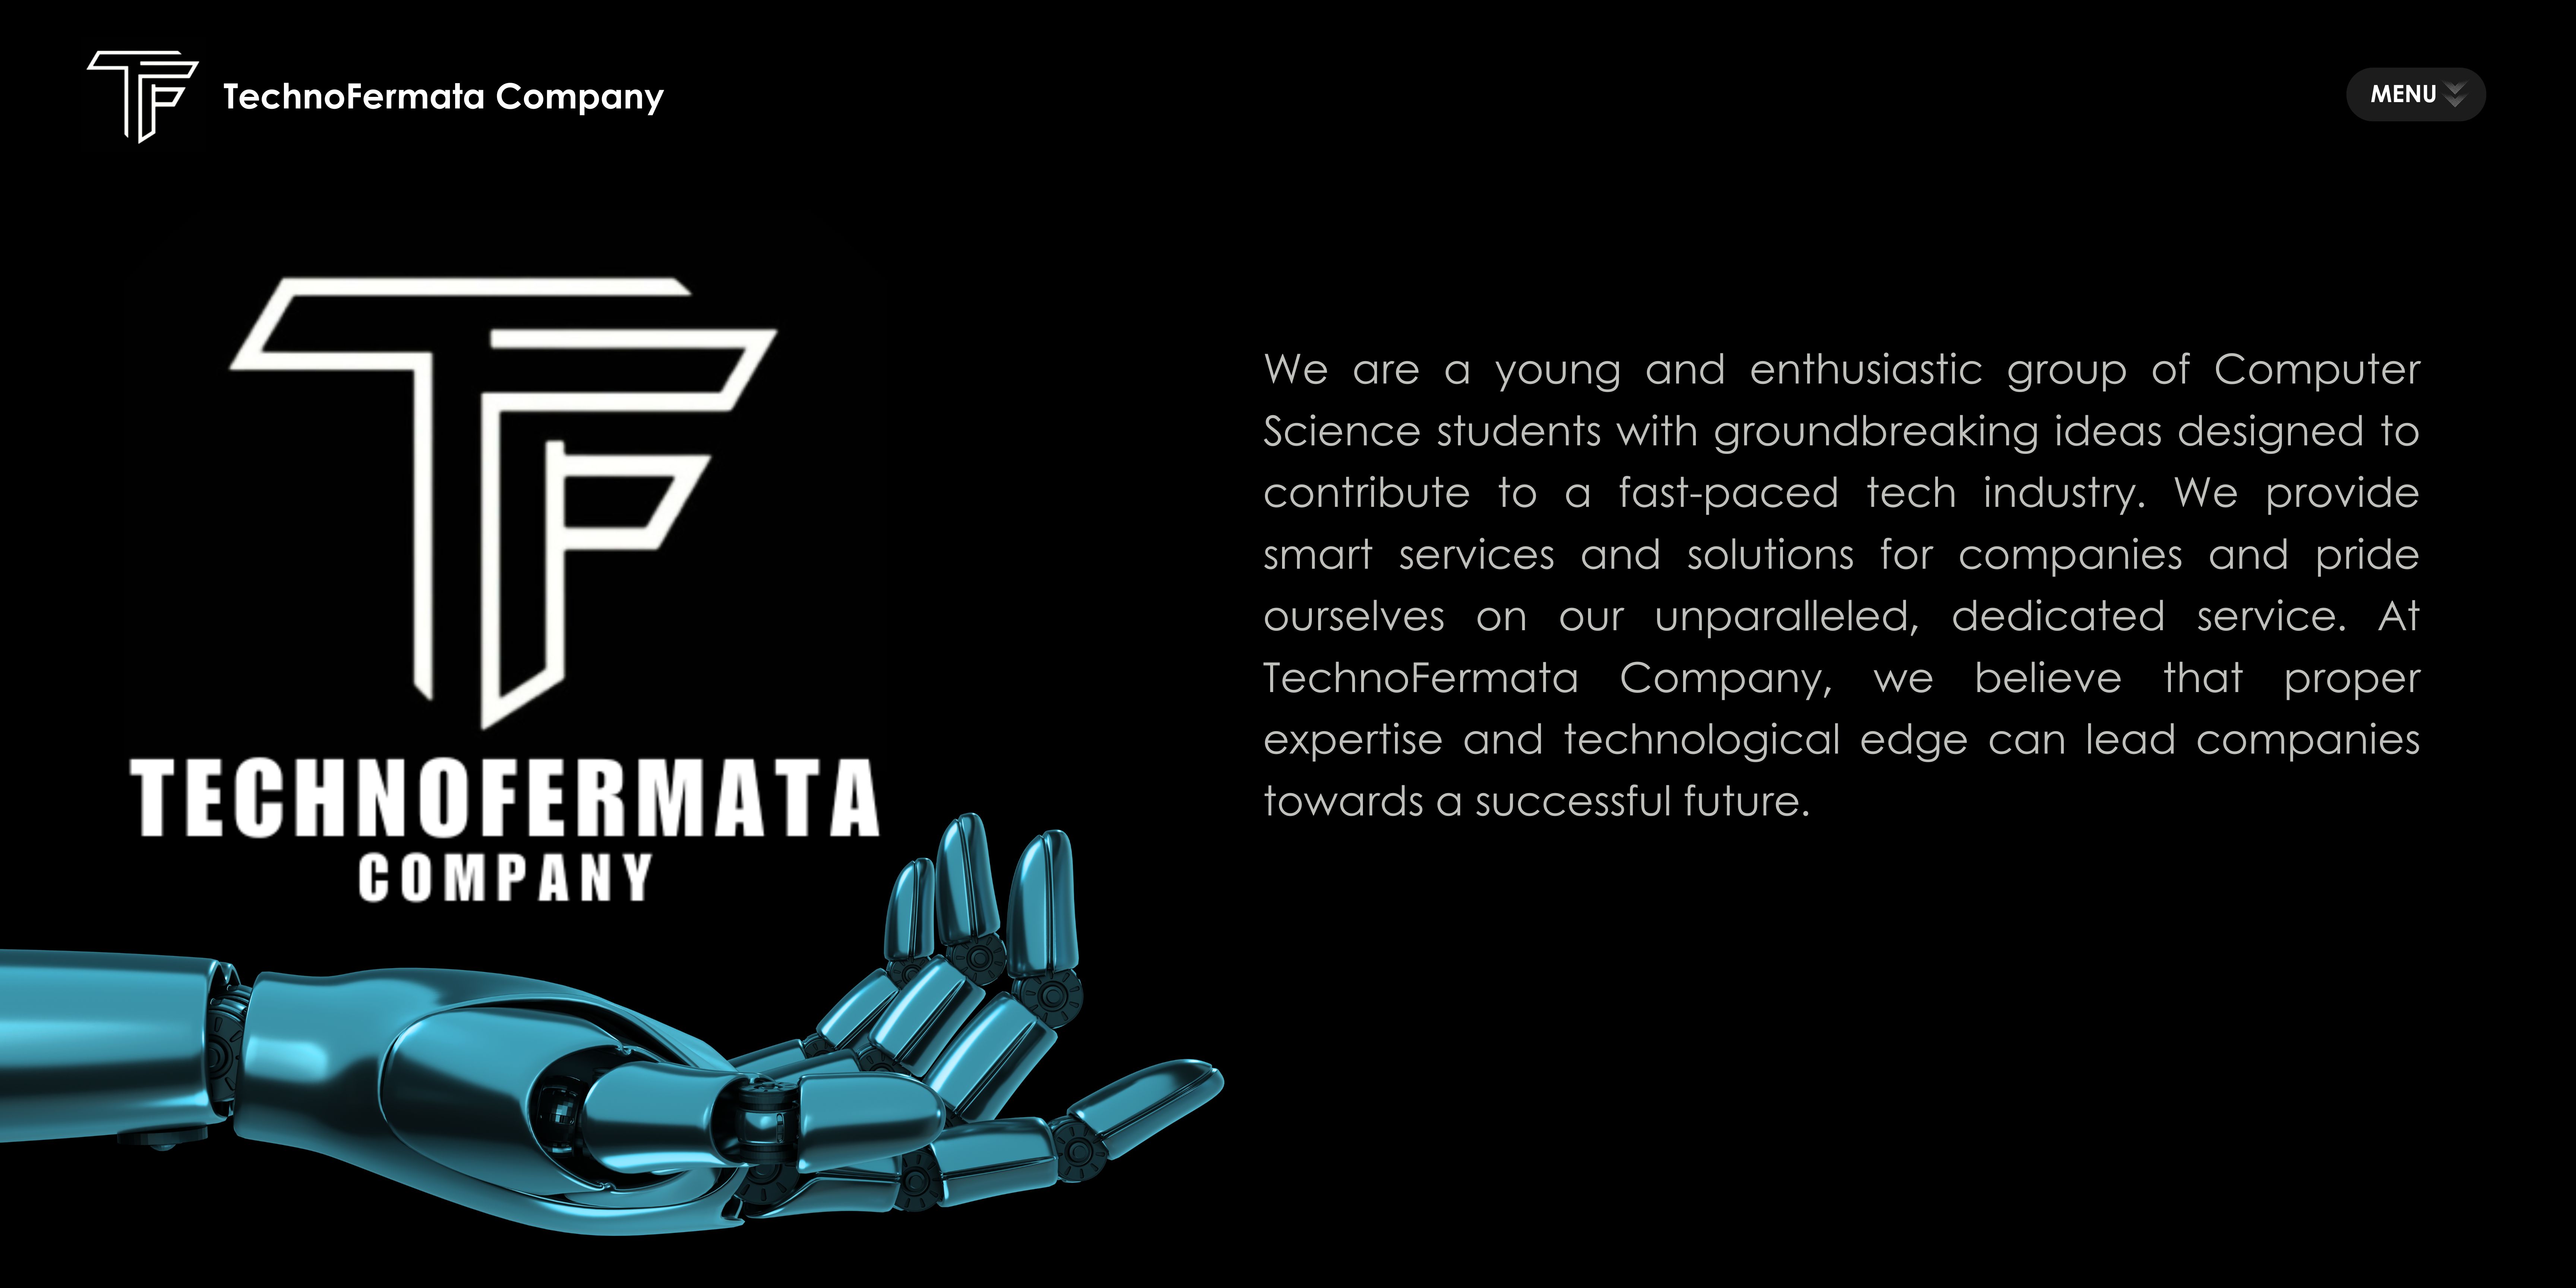 TF
TechnoFermata Company
MENU
TF
TECHNOFERMATA
COMPANY
We are a young and enthusiastic group of Computer
Science students with groundbreaking ideas designed to
contribute to a fast-paced tech industry. We provide
smart services and solutions for companies and pride
ourselves on our unparalleled, dedicated service. At
TechnoFermata Company, we believe that proper
expertise and technological edge can lead companies
towards a successful future.